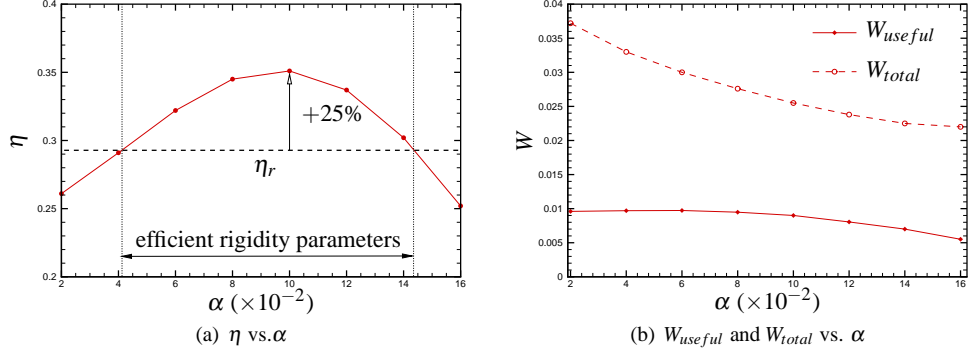 0.4
0.35
0.3
0.25
0.2
η
+25%
η_r
efficient rigidity parameters
2 4 6 8 10 12 14 16
α (×10⁻²)
(a) η vs.α
0.04
0.035
0.03
0.025
0.02
0.015
0.01
0.005
0
W
W_useful
W_total
2 4 6 8 10 12 14 16
α (×10⁻²)
(b) W_useful and W_total vs. α